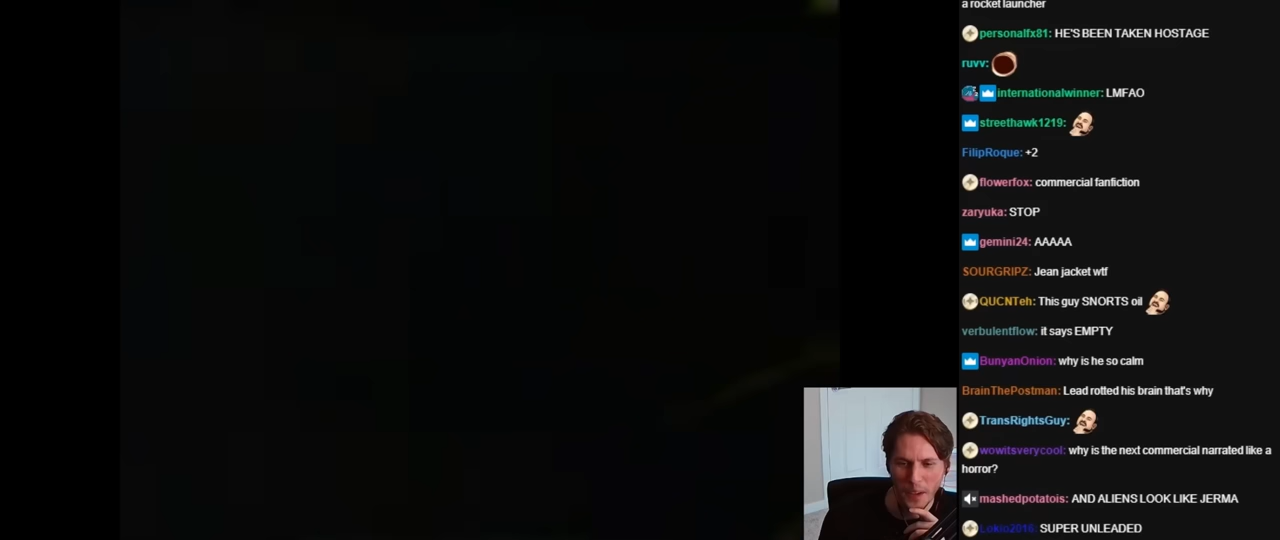 a rocket launcher
personalfx81: HE'S BEEN TAKEN HOSTAGE
ruvv:
internationalwinner: LMFAO
streethawk1219:
FilipRoque: +2
flowerfox: commercial fanfiction
zaryuka: STOP
gemini24: AAAAA
SOURGRIPZ: Jean jacket wtf
QUCNTeh: This guy SNORTS oil
verbulentflow: it says EMPTY
BunyanOnion: why is he so calm
BrainThePostman: Lead rotted his brain that's why
TransRightsGuy:
wowitsverycool: why is the next commercial narrated like a
horror?
mashedpotatois: AND ALIENS LOOK LIKE JERMA
Lokio2016: SUPER UNLEADED